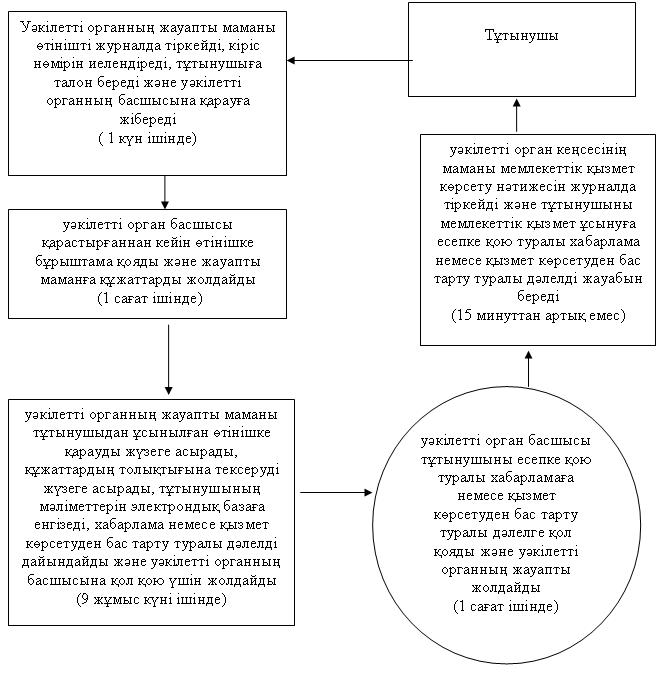 Тұтынушы
Уәкілетті органның жауапты маманы
өтінішті журналда тіркейді, кіріс
нөмірін иелендіреді, тұтынушыға
талон береді және уәкілетті
органның басшысына қарауға
жібереді
( 1 күн ішінде)
уәкілетті орган басшысы
қарастырғаннан кейін өтінішке
бұрыштама қояды және жауапты
маманға құжаттарды жолдайды
(1 сағат ішінде)
уәкілетті органның жауапты маманы
тұтынушыдан ұсынылған өтінішке
қарауды жүзеге асырады,
құжаттардың толықтығына тексеруді
жүзеге асырады, тұтынушының
мәліметтерін электрондық базаға
енгізеді, хабарлама немесе қызмет
көрсетуден бас тарту туралы дәлелді
дайындайды және уәкілетті органның
басшысына қол қою үшін жолдайды
(9 жұмыс күні ішінде)
уәкілетті орган басшысы
тұтынушыны есепке қою
туралы хабарламаға
немесе қызмет
көрсетуден бас тарту
туралы дәлелге қол
қояды және уәкілетті
органның жауапты
жолдайды
(1 сағат ішінде)
уәкілетті орган кеңсесінің
маманы мемлекеттік қызмет
көрсету нәтижесін журналда
тіркейді және тұтынушыны
мемлекеттік қызмет ұсынуға
есепке қою туралы хабарлама
немесе қызмет көрсетуден бас
тарту туралы дәлелді жауабын
береді
(15 минуттан артық емес)